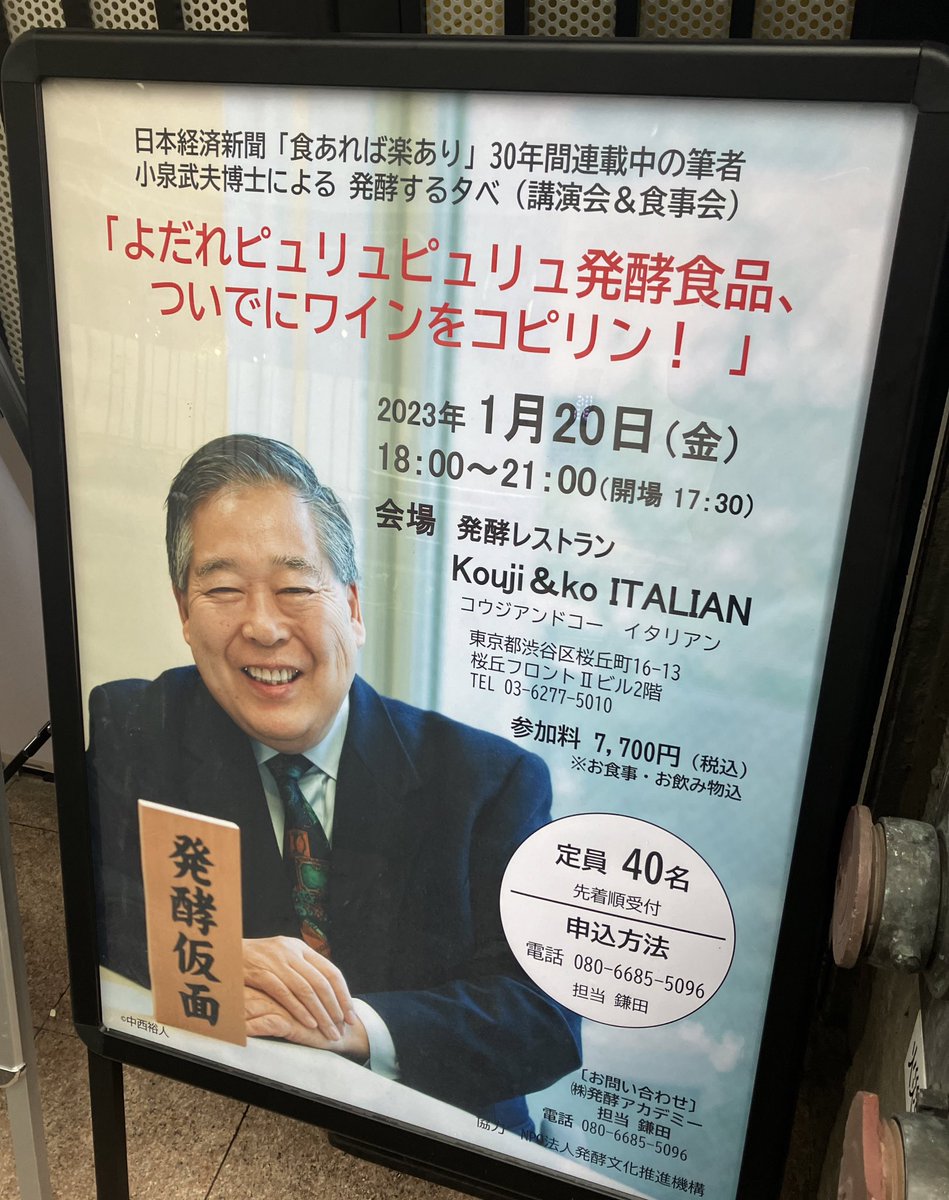 日本経済新聞「食あれば楽あり」30年間連載中の筆者
小泉武夫博士による 発酵する夕べ（講演会＆食事会）
「よだれピュリュピュリュ発酵食品、
ついでにワインをコピリン！ 」
2023年 1月20日（金）
18:00～21:00（開場 17:30）
会場 発酵レストラン
Kouji＆ko ITALIAN
コウジアンドコー イタリアン
東京都渋谷区桜丘町16-13
桜丘フロントⅡビル2階
TEL 03-6277-5010
参加料 7,700円（税込）
※お食事・お飲み物込
定員 40名
先着順受付
申込方法
電話 080-6685-5096
担当 鎌田
発酵仮面
©中西裕人
［お問い合わせ］
㈱発酵アカデミー
担当 鎌田
電話 080-6685-5096
協力 NPO法人発酵文化推進機構